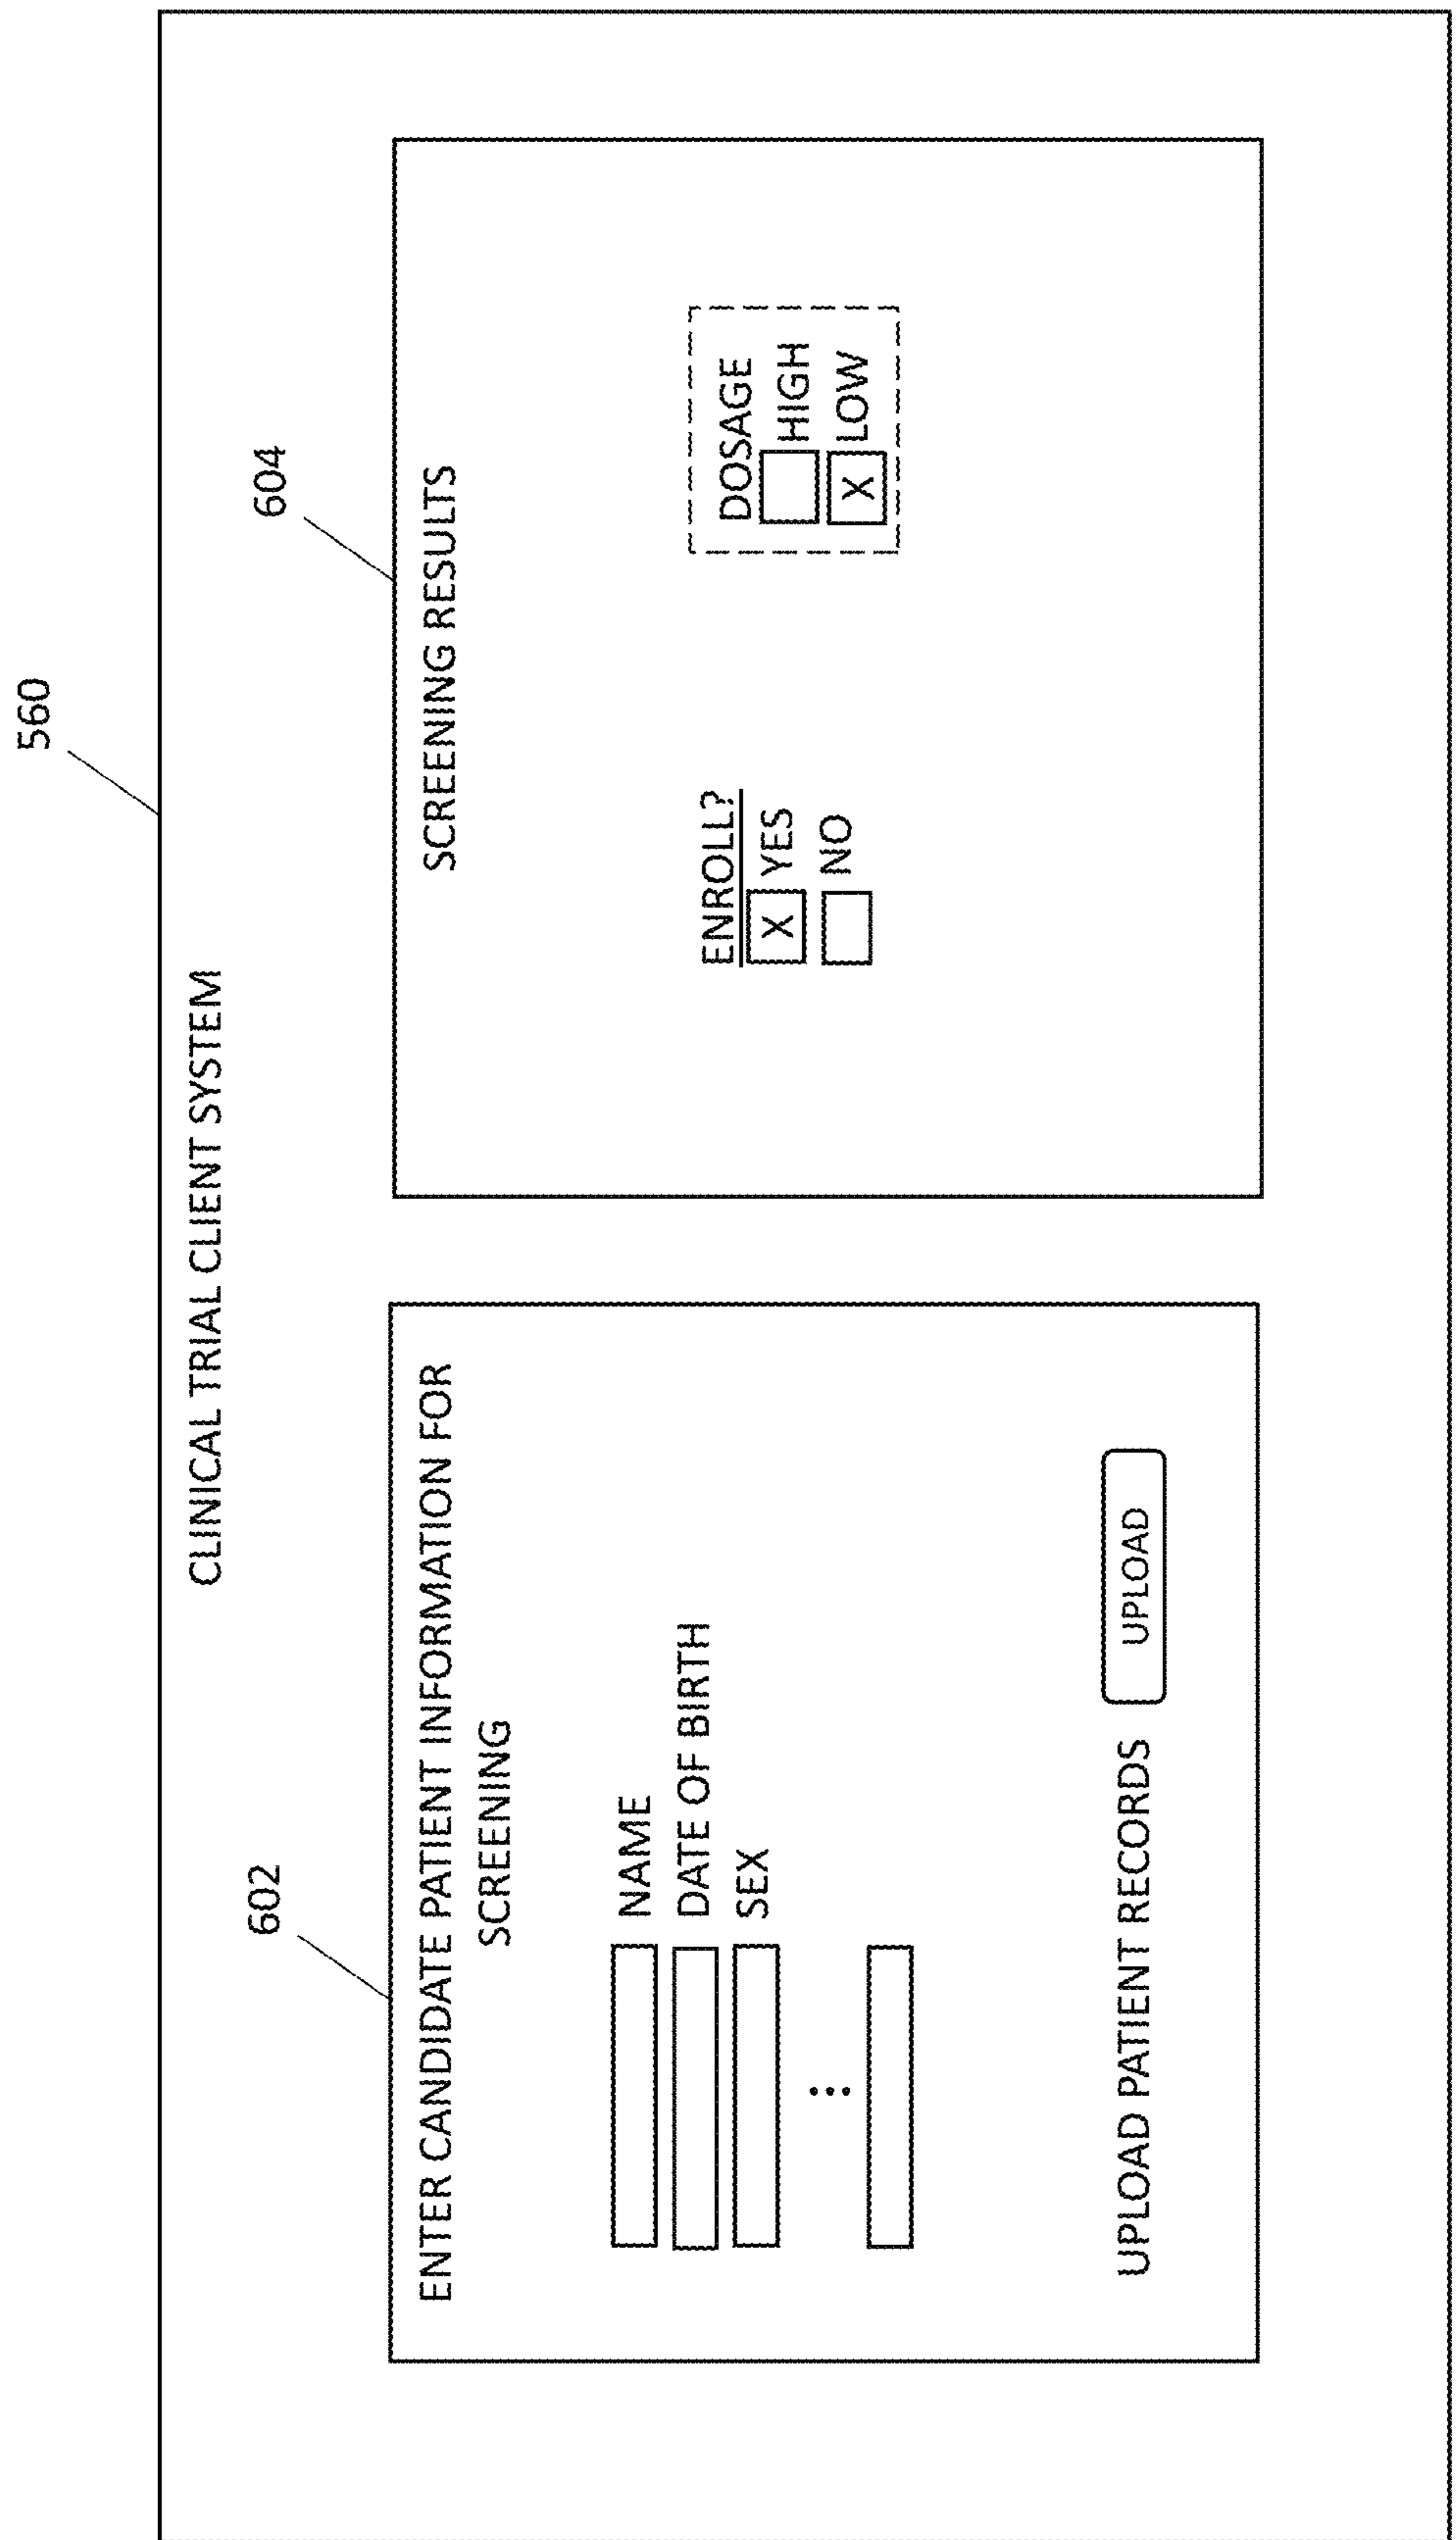 560
CLINICAL TRIAL CLIENT SYSTEM
602
ENTER CANDIDATE PATIENT INFORMATION FOR
SCREENING
NAME
DATE OF BIRTH
SEX
...
UPLOAD PATIENT RECORDS
UPLOAD
604
SCREENING RESULTS
ENROLL?
X YES
NO
DOSAGE
HIGH
X LOW